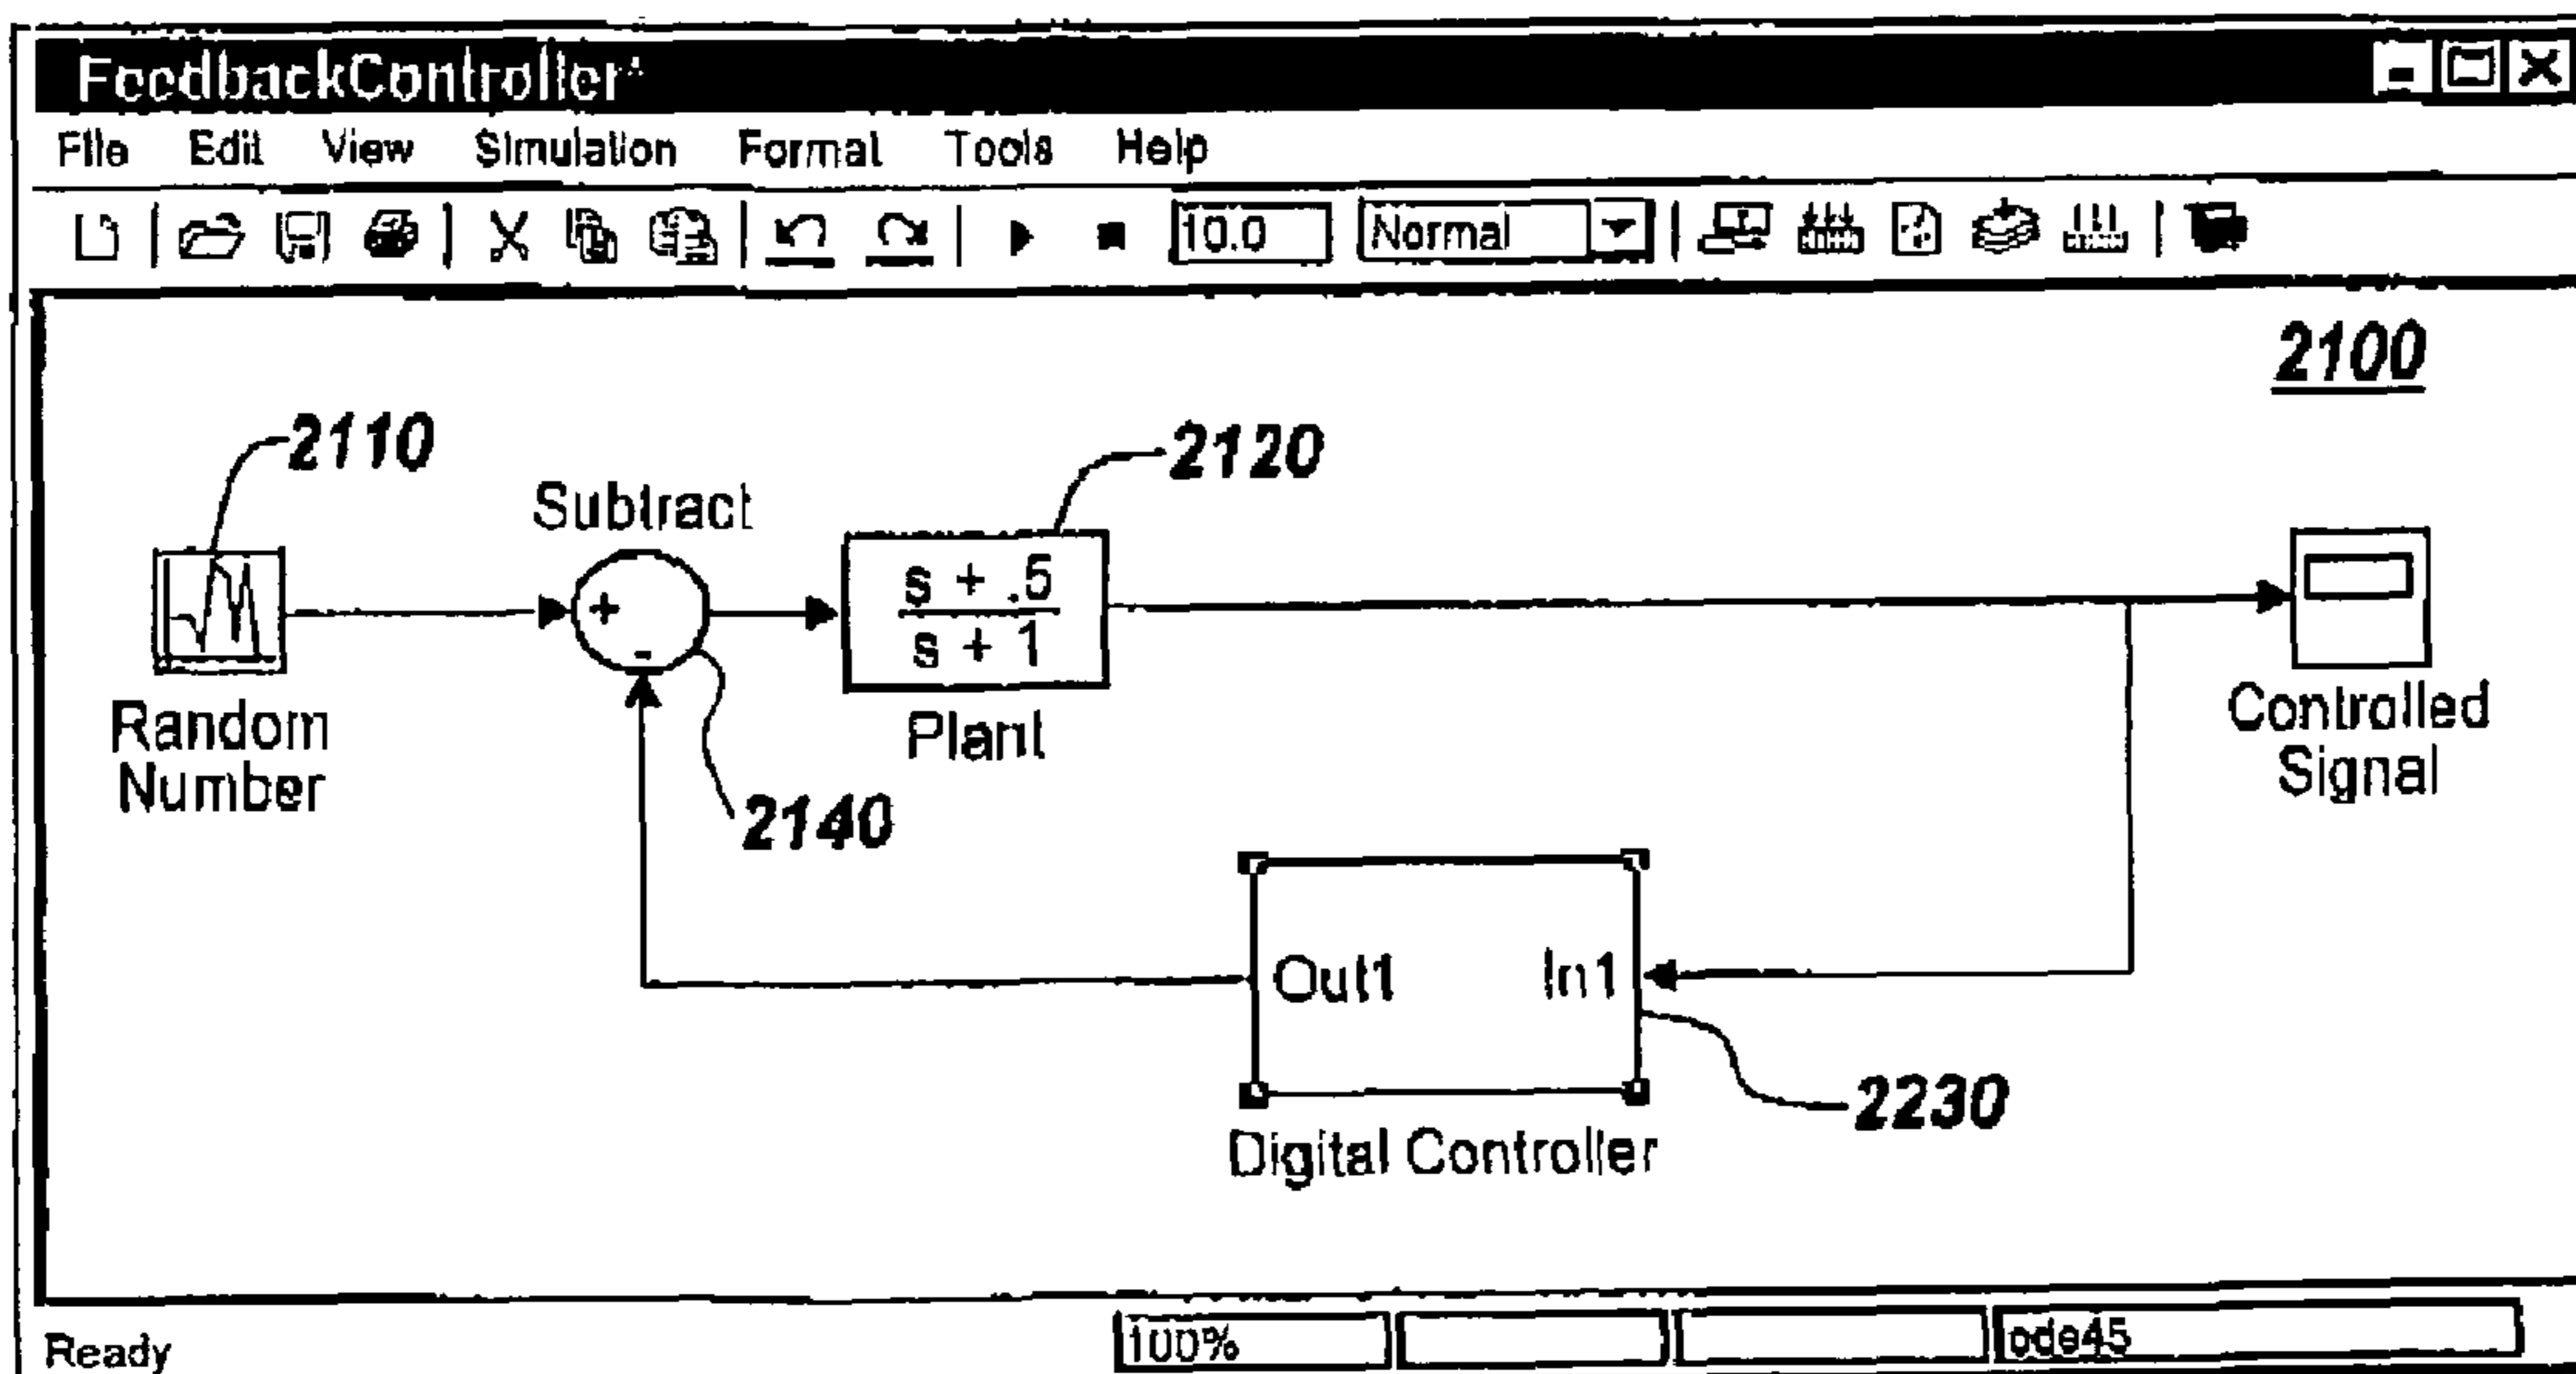 FeedbackController*
File Edit View Simulation Format Tools Help
10.0 Normal
2100
2110
2120
Subtract
s + .5
s + 1
+
-
Random
Number
Plant
Controlled
Signal
2140
Out1 In1
2230
Digital Controller
Ready 100% ode45